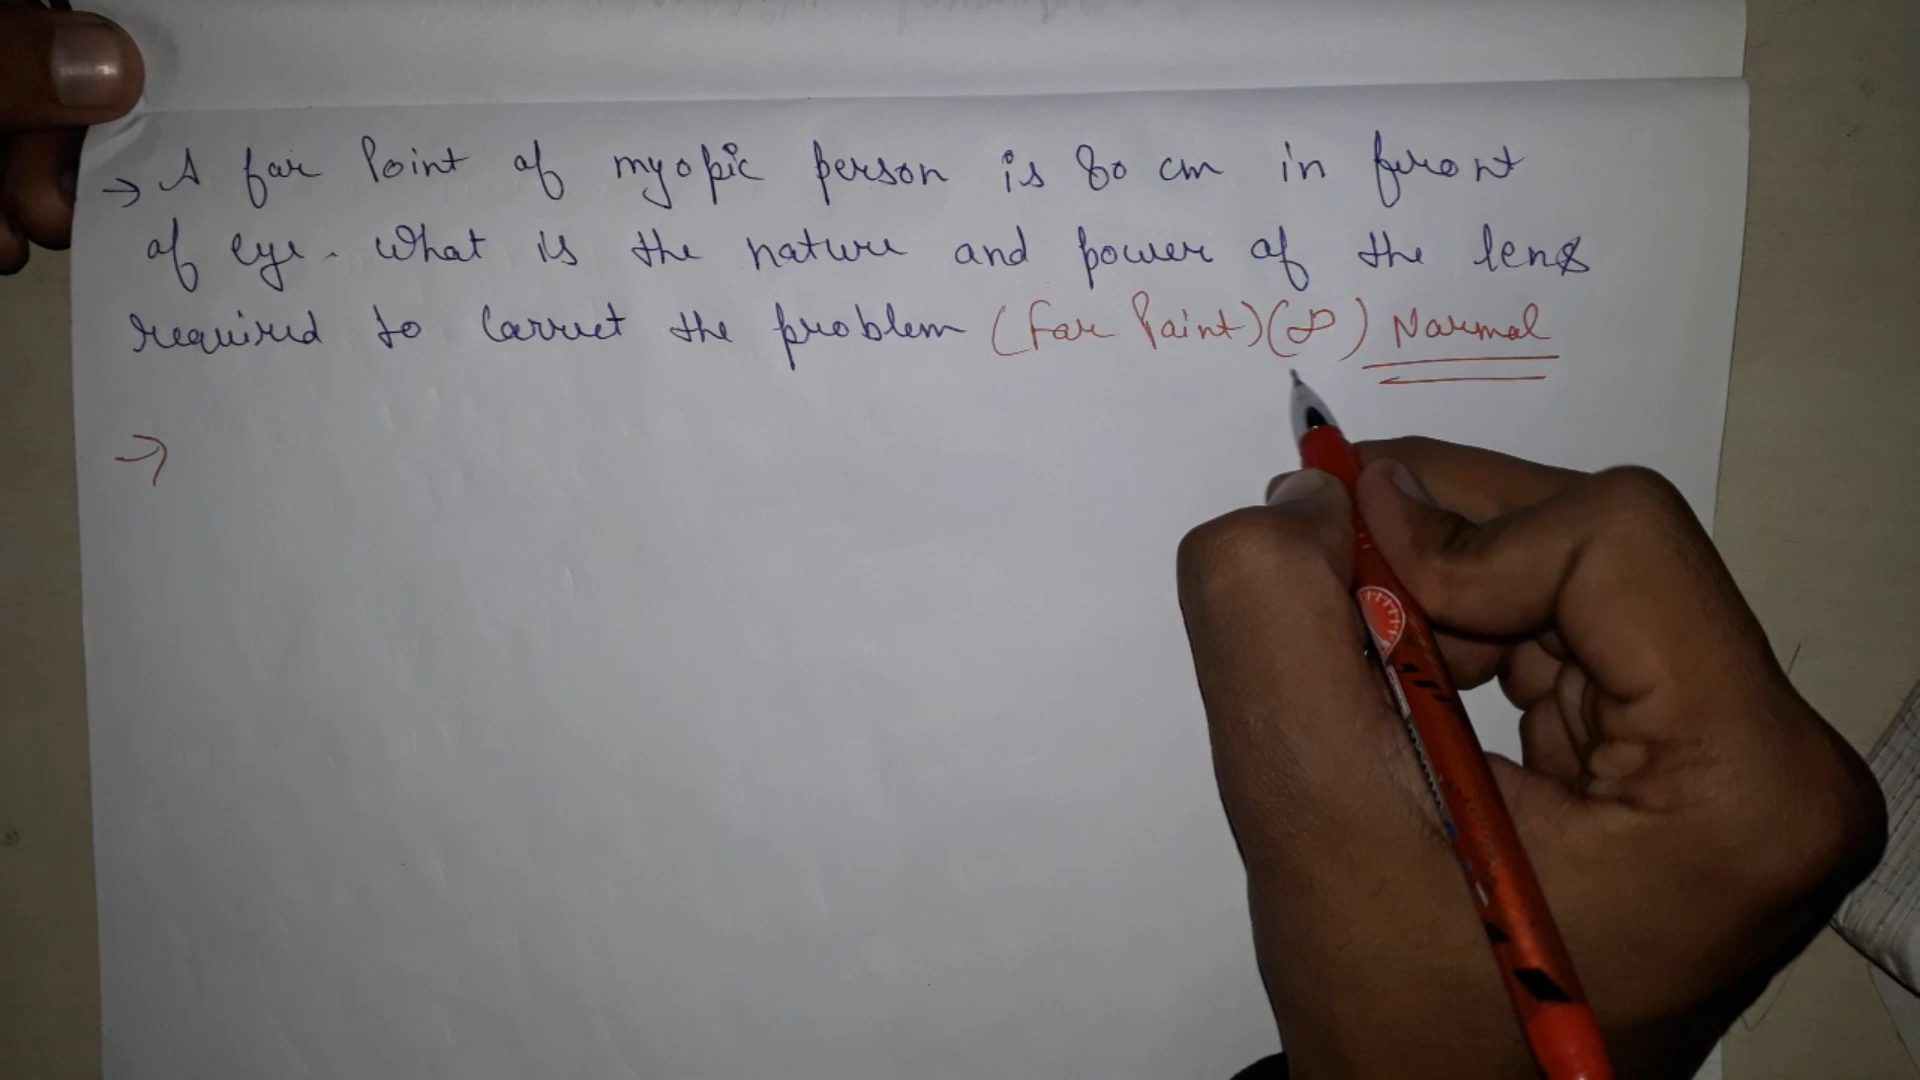 → A far Point of myopic person is 80 cm in front
of eye. What is the nature and power of the lens
required to correct the problem (Far Point) (∞) Normal
→